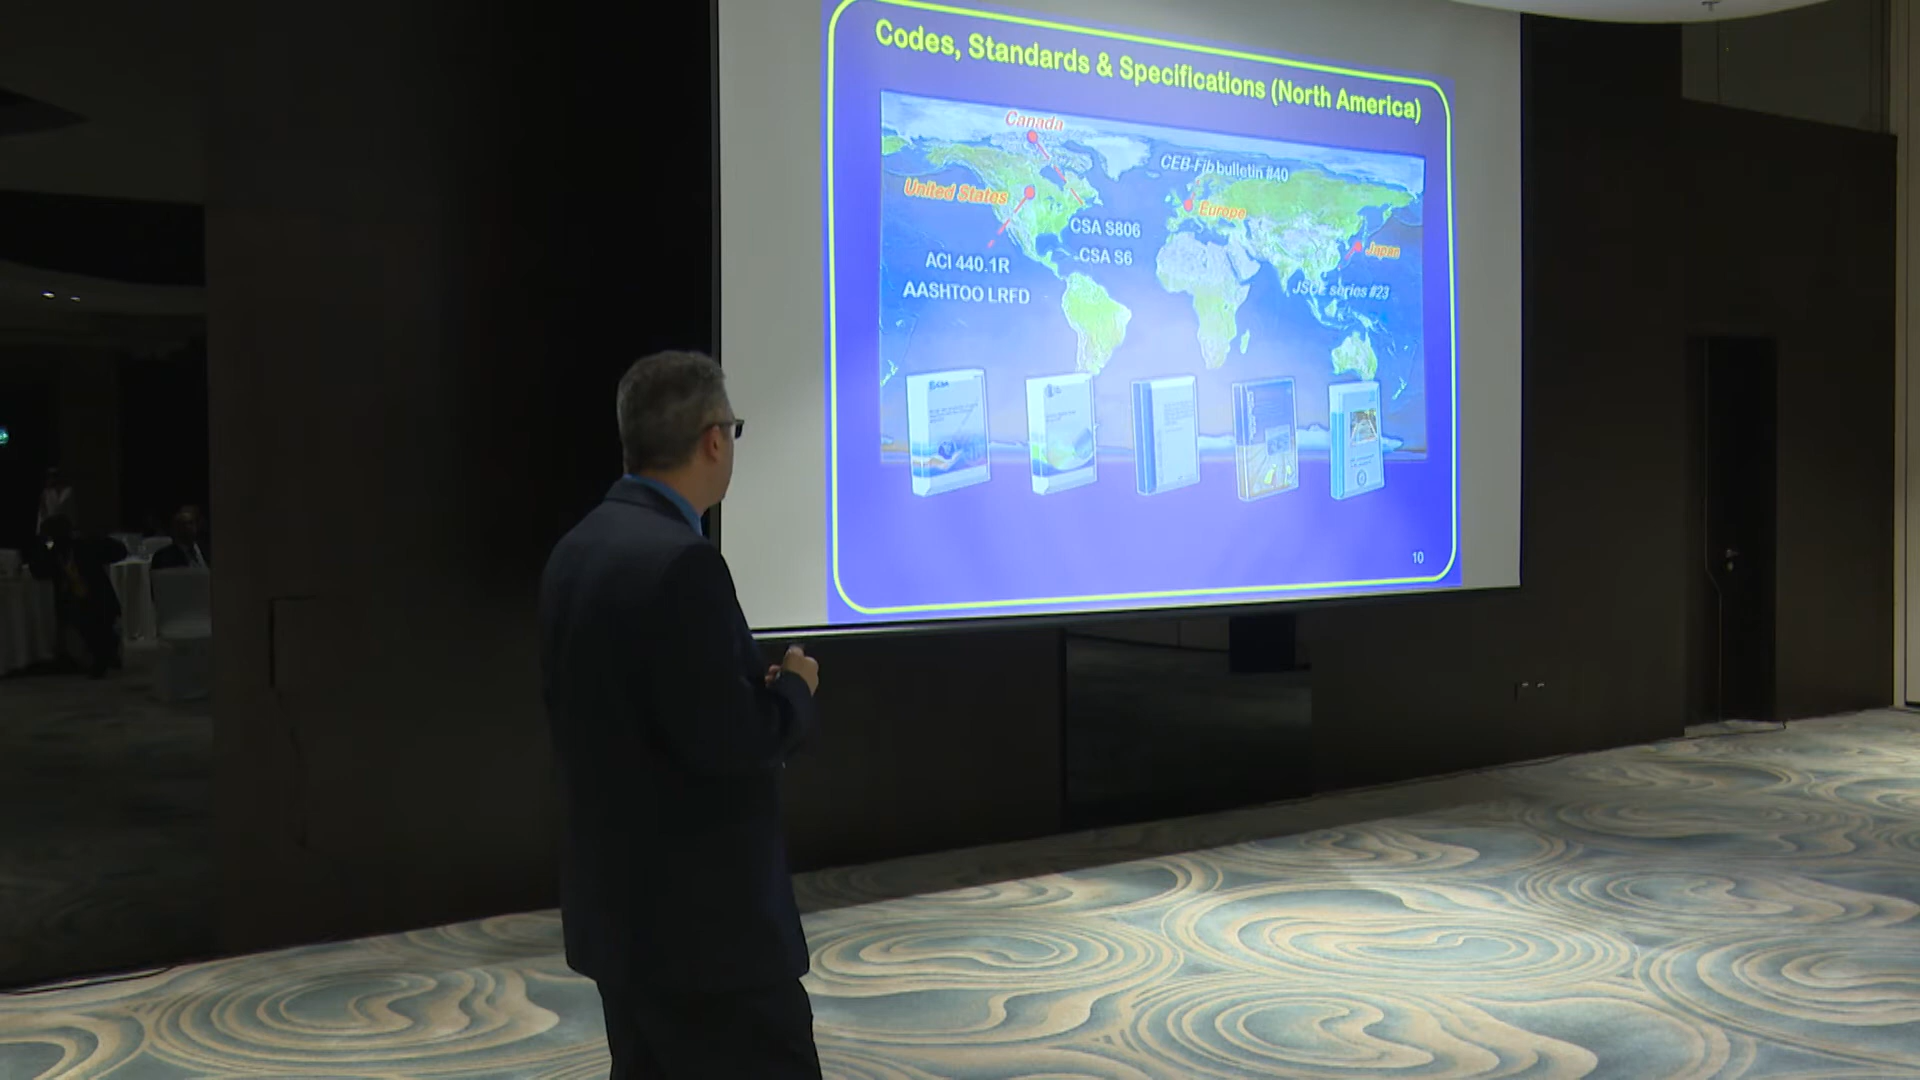 Codes, Standards & Specifications (North America)
Canada
CEB-Fib bulletin #40
United States
Europe
CSA S806
Japan
ACI 440.1R
CSA S6
AASHTOO LRFD
JSCE series #23
10